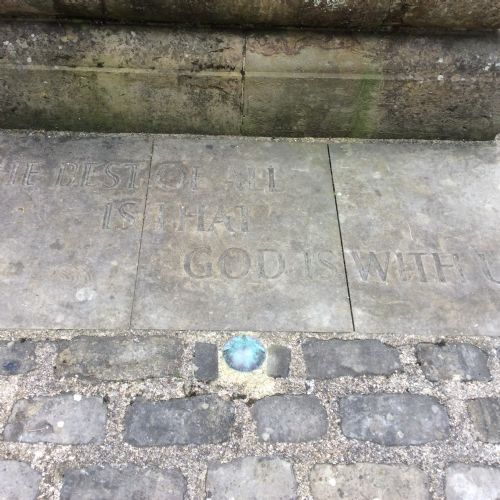 HE BEST OF ALL
IS THAT
GOD IS WITH U